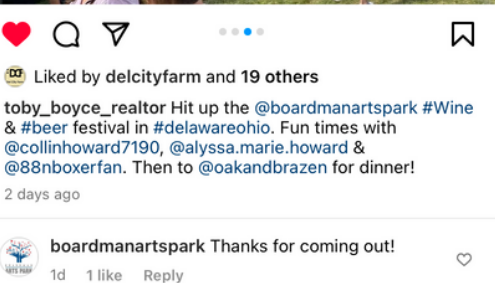 Liked by delcityfarm and 19 others
toby_boyce_realtor Hit up the @boardmanartspark #Wine
& #beer festival in #delawareohio. Fun times with
@collinhoward7190, @alyssa.marie.howard &
@88nboxerfan. Then to @oakandbrazen for dinner!
2 days ago
boardmanartspark Thanks for coming out!
1d 1 like Reply